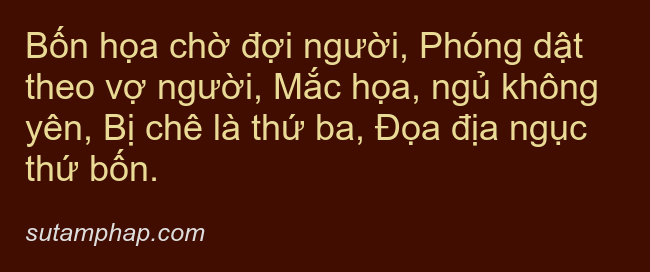 Bốn họa chờ đợi người, Phóng dật
theo vợ người, Mắc họa, ngủ không
yên, Bị chê là thứ ba, Đọa địa ngục
thứ bốn.
sutamphap.com